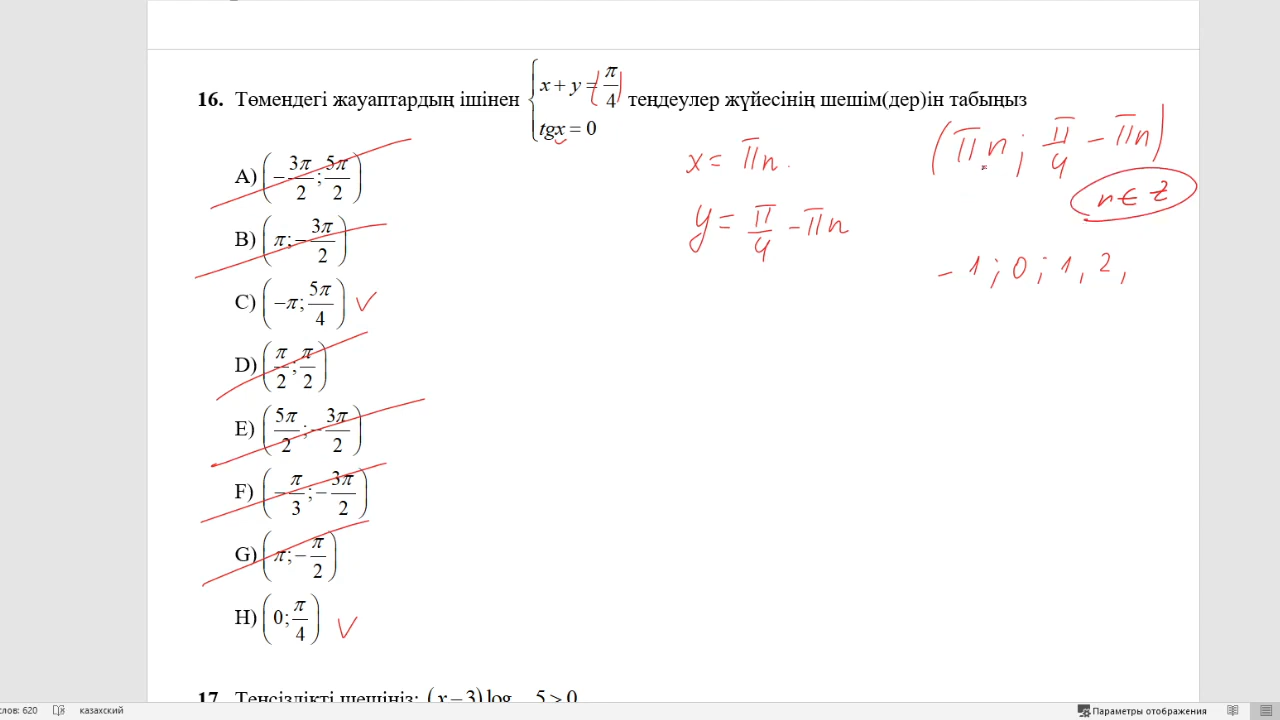 16. Төмендегі жауаптардың ішінен { x + y = π/4 ; tgx = 0 теңдеулер жүйесінің шешім(дер)ін табыңыз
A) (−3π/2 ; 5π/2)
B) (π; −3π/2)
C) (−π; 5π/4) ✓
D) (π/2 ; π/2)
E) (5π/2 ; −3π/2)
F) (−π/3 ; −3π/2)
G) (π; −π/2)
H) (0; π/4) ✓
x = πn
y = π/4 − πn
(πn ; π/4 − πn)
n ∈ Z
−1 ; 0 ; 1, 2,
17. Теңсіздікті шешіңіз: (x − 3) log 5 > 0
слов: 620
казахский
Параметры отображения